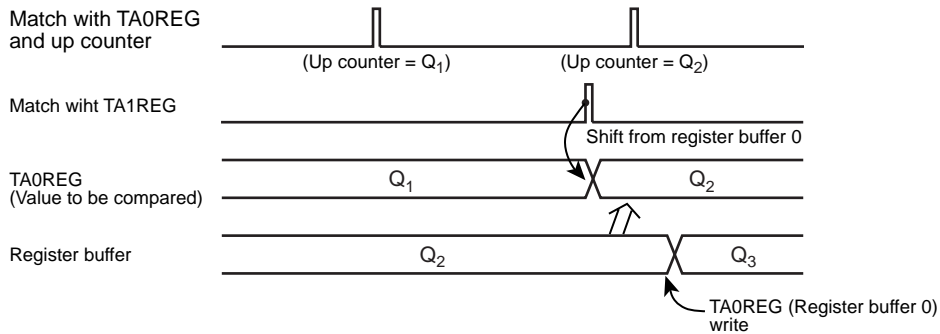 Match with TA0REG
and up counter
(Up counter = Q₁)
(Up counter = Q₂)
Match wiht TA1REG
Shift from register buffer 0
TA0REG
(Value to be compared)
Q₁
Q₂
Register buffer
Q₂
Q₃
TA0REG (Register buffer 0)
write